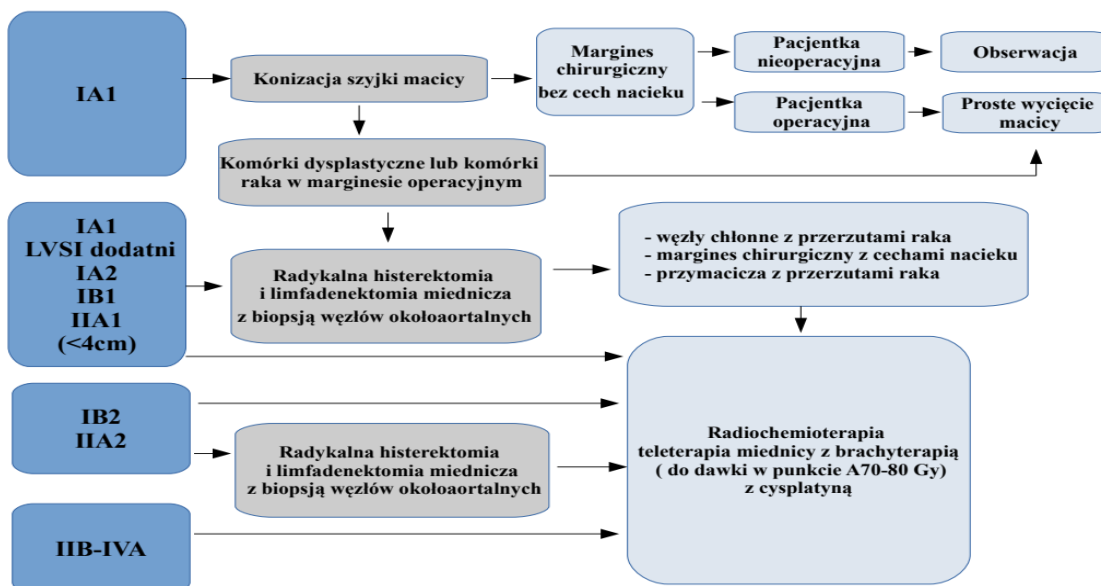 IA1
Konizacja szyjki macicy
Margines
chirurgiczny
bez cech nacieku
Pacjentka
nieoperacyjna
Obserwacja
Pacjentka
operacyjna
Proste wycięcie
macicy
Komórki dysplastyczne lub komórki
raka w marginesie operacyjnym
IA1
LVSI dodatni
IA2
IB1
IIA1
(<4cm)
Radykalna histerektomia
i limfadenektomia miednicza
z biopsją węzłów okołoaortalnych
- węzły chłonne z przerzutami raka
- margines chirurgiczny z cechami nacieku
- przymacicza z przerzutami raka
IB2
IIA2
Radykalna histerektomia
i limfadenektomia miednicza
z biopsją węzłów okołoaortalnych
Radiochemioterapia
teleterapia miednicy z brachyterapią
( do dawki w punkcie A70-80 Gy)
z cysplatyną
IIB-IVA